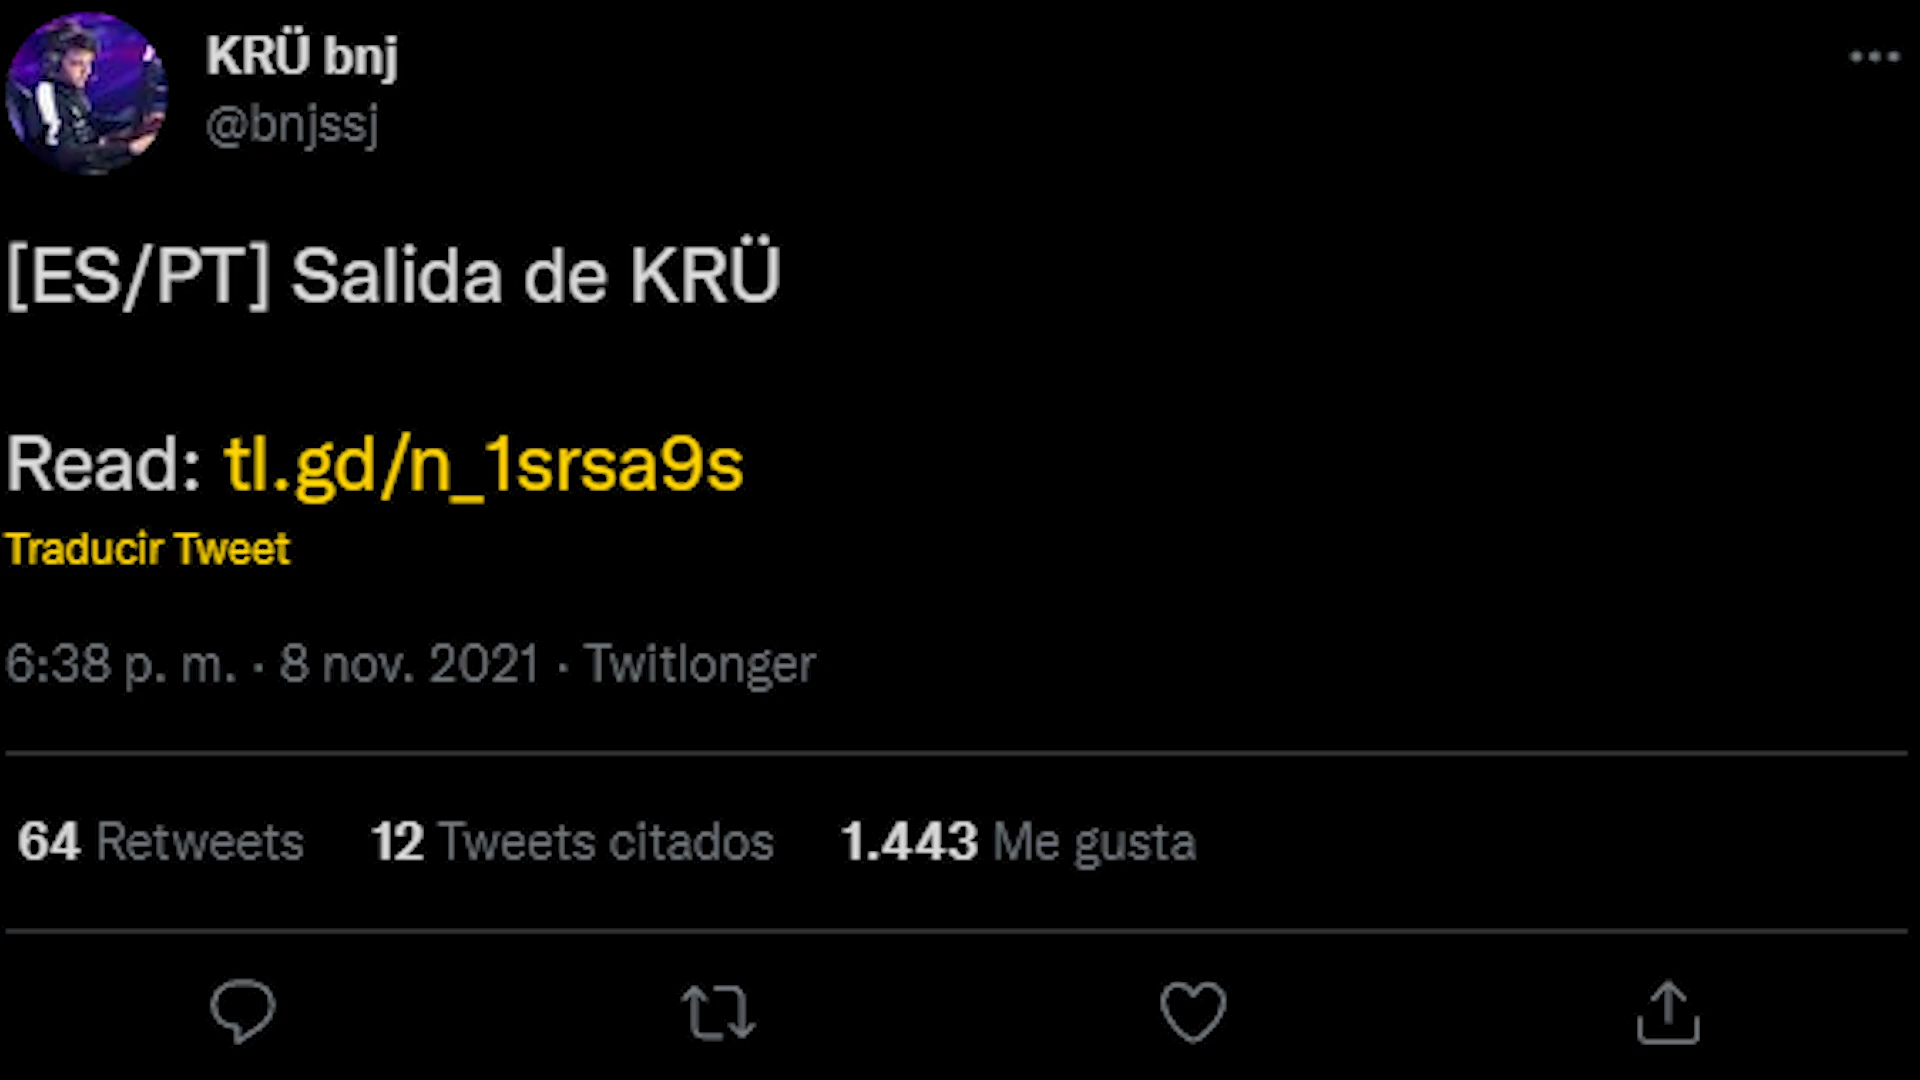 KRÜ bnj
@bnjssj
[ES/PT] Salida de KRÜ
Read: tl.gd/n_1srsa9s
Traducir Tweet
6:38 p. m. · 8 nov. 2021 · Twitlonger
64 Retweets 12 Tweets citados 1.443 Me gusta